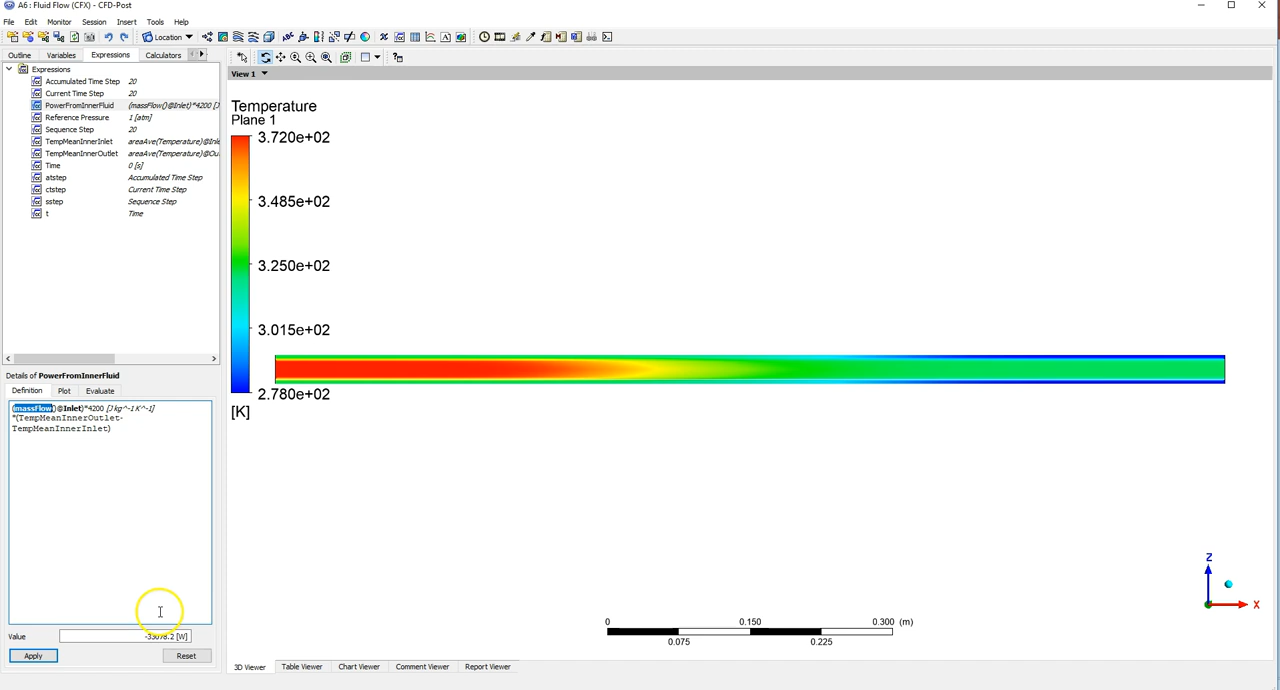 A6 : Fluid Flow (CFX) - CFD-Post
File Edit Monitor Session Insert Tools Help
Location
Outline Variables Expressions Calculators
View 1
Expressions
Accumulated Time Step 20
Current Time Step 20
PowerFromInnerFluid (massFlow()@Inlet)*4200 [J
Reference Pressure 1 [atm]
Sequence Step 20
TempMeanInnerInlet areaAve(Temperature)@Inle
TempMeanInnerOutlet areaAve(Temperature)@Ou
Time 0 [s]
atstep Accumulated Time Step
ctstep Current Time Step
sstep Sequence Step
t Time
Temperature
Plane 1
3.720e+02
3.485e+02
3.250e+02
3.015e+02
2.780e+02
[K]
Details of PowerFromInnerFluid
Definition Plot Evaluate
(massFlow()@Inlet)*4200 [J kg^-1 K^-1]
*(TempMeanInnerOutlet-
TempMeanInnerInlet)
Value -33078.2 [W]
Apply Reset
0 0.150 0.300 (m)
0.075 0.225
Z
X
3D Viewer Table Viewer Chart Viewer Comment Viewer Report Viewer